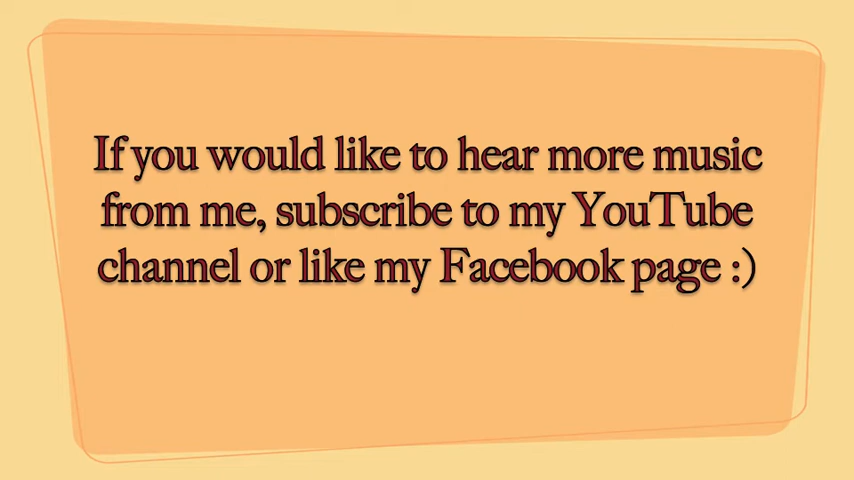 If you would like to hear more music
from me, subscribe to my YouTube
channel or like my Facebook page :)